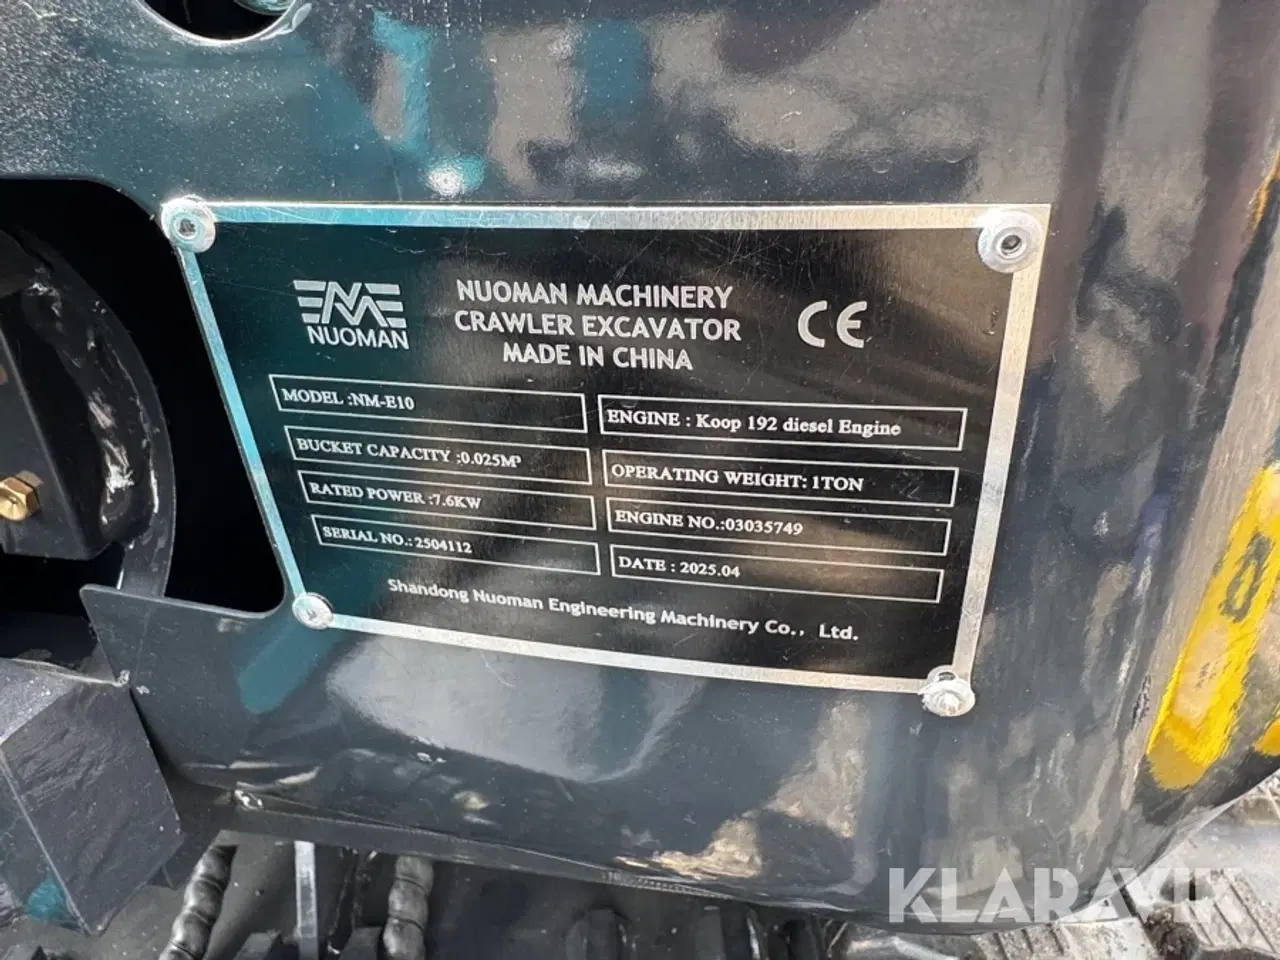 NUOMAN
NUOMAN MACHINERY
CRAWLER EXCAVATOR
MADE IN CHINA
CE
MODEL :NM-E10
ENGINE : Koop 192 diesel Engine
BUCKET CAPACITY :0.025M³
OPERATING WEIGHT: 1TON
RATED POWER :7.6KW
ENGINE NO.:03035749
SERIAL NO.: 2504112
DATE : 2025.04
Shandong Nuoman Engineering Machinery Co., Ltd.
KLARAVIK